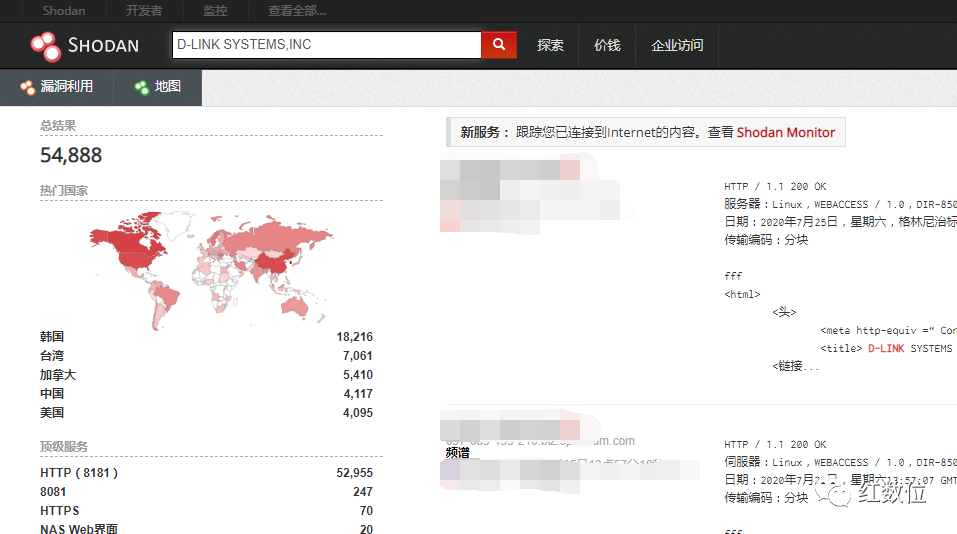 Shodan 开发者 监控 查看全部...
SHODAN D-LINK SYSTEMS,INC 探索 价钱 企业访问
漏洞利用 地图
总结果
54,888
热门国家
韩国 18,216
台湾 7,061
加拿大 5,410
中国 4,117
美国 4,095
顶级服务
HTTP ( 8181 ) 52,955
8081 247
HTTPS 70
NAS Web界面 20
新服务： 跟踪您已连接到Internet的内容。查看 Shodan Monitor
HTTP / 1.1 200 OK
服务器：Linux，WEBACCESS / 1.0，DIR-850
日期：2020年7月25日，星期六，格林尼治标
传输编码：分块
fff
<html>
<头>
<meta http-equiv =“ Con
<title> D-LINK SYSTEMS
<链接...
频谱
HTTP / 1.1 200 OK
伺服器：Linux，WEBACCESS / 1.0，DIR-850
日期：2020年7月25日，星期六23:57:07 GMT
传输编码：分块
fff
红数位